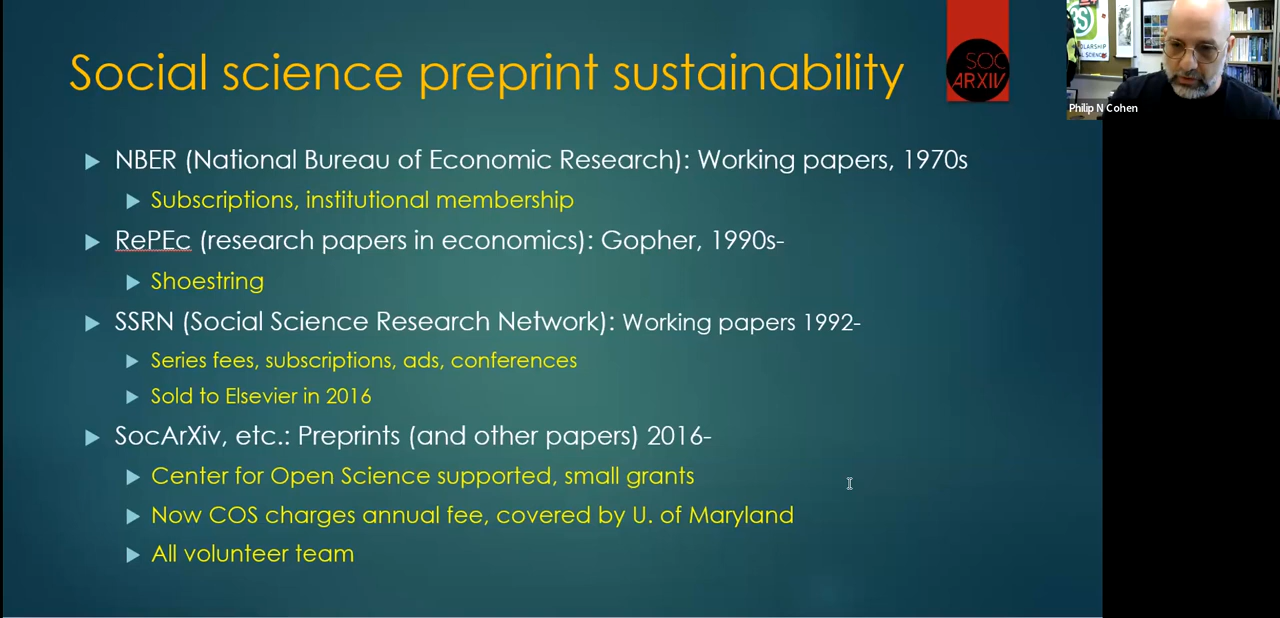 Social science preprint sustainability
SOC
ARXIV
Philip N Cohen
NBER (National Bureau of Economic Research): Working papers, 1970s
Subscriptions, institutional membership
RePEc (research papers in economics): Gopher, 1990s-
Shoestring
SSRN (Social Science Research Network): Working papers 1992-
Series fees, subscriptions, ads, conferences
Sold to Elsevier in 2016
SocArXiv, etc.: Preprints (and other papers) 2016-
Center for Open Science supported, small grants
Now COS charges annual fee, covered by U. of Maryland
All volunteer team